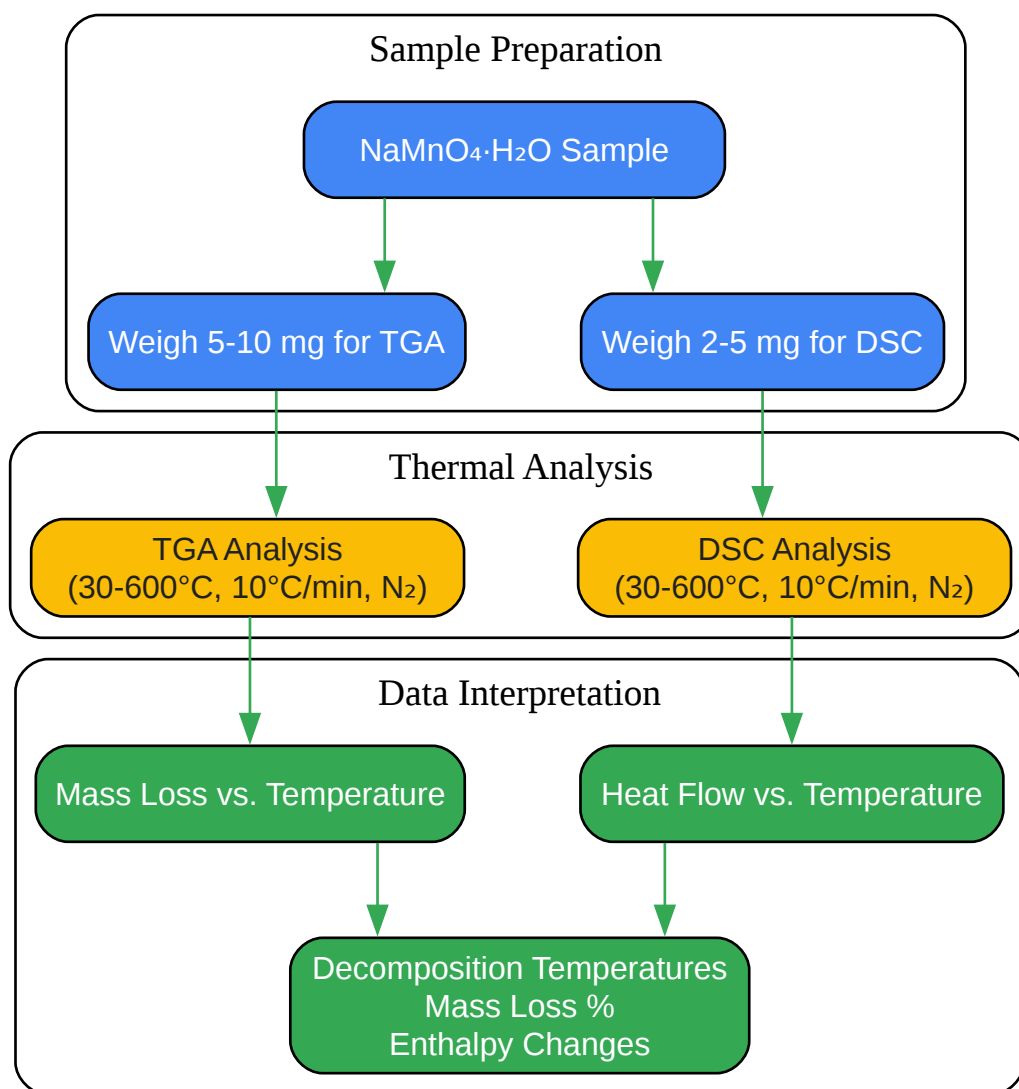 Sample Preparation
NaMnO₄·H₂O Sample
Weigh 5-10 mg for TGA
Weigh 2-5 mg for DSC
Thermal Analysis
TGA Analysis
(30-600°C, 10°C/min, N₂)
DSC Analysis
(30-600°C, 10°C/min, N₂)
Data Interpretation
Mass Loss vs. Temperature
Heat Flow vs. Temperature
Decomposition Temperatures
Mass Loss %
Enthalpy Changes